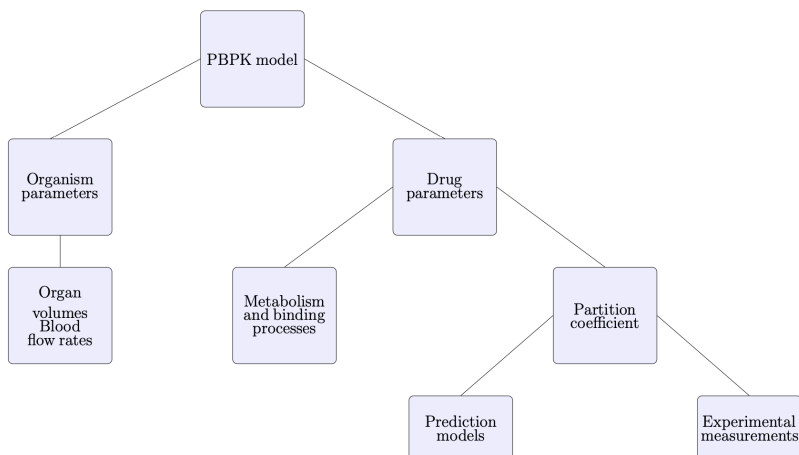 PBPK model
Organism
parameters
Drug
parameters
Organ
volumes
Blood
flow rates
Metabolism
and binding
processes
Partition
coefficient
Prediction
models
Experimental
measurements